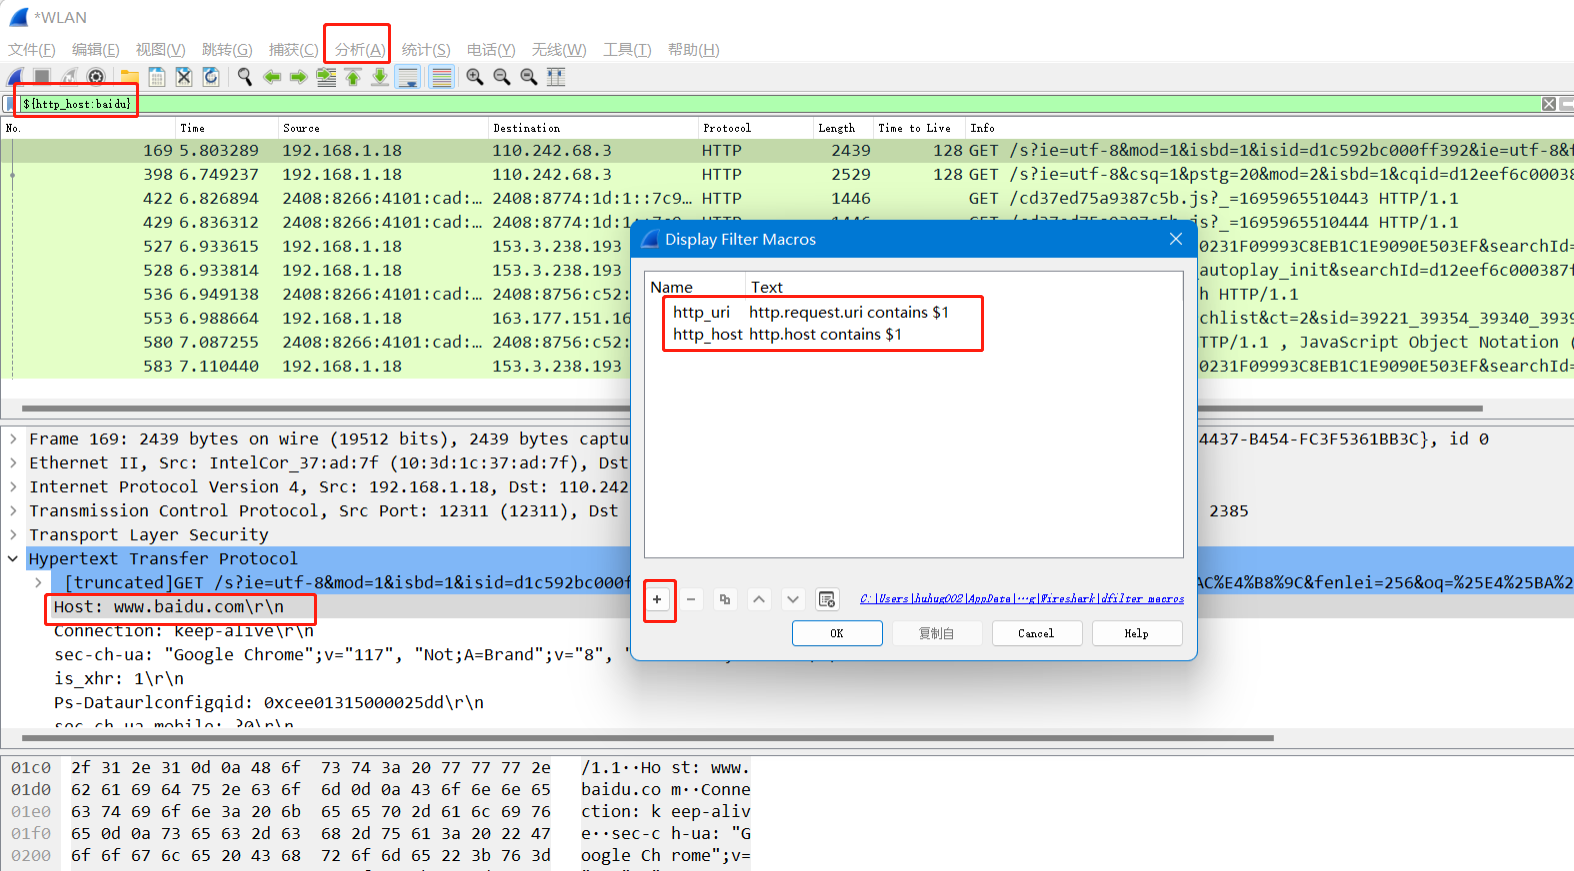 *WLAN
文件(F) 编辑(E) 视图(V) 跳转(G) 捕获(C) 分析(A) 统计(S) 电话(Y) 无线(W) 工具(T) 帮助(H)
${http_host:baidu}
No. Time Source Destination Protocol Length Time to Live Info
169 5.803289 192.168.1.18 110.242.68.3 HTTP 2439 128 GET /s?ie=utf-8&mod=1&isbd=1&isid=d1c592bc000ff392&ie=utf-8&f
398 6.749237 192.168.1.18 110.242.68.3 HTTP 2529 128 GET /s?ie=utf-8&csq=1&pstg=20&mod=2&isbd=1&cqid=d12eef6c00038
422 6.826894 2408:8266:4101:cad:… 2408:8774:1d:1::7c9… HTTP 1446 GET /cd37ed75a9387c5b.js?_=1695965510443 HTTP/1.1
429 6.836312 2408:8266:4101:cad:… 2408:8774:1d:1::7c9… HTTP 1446 GET /cd37ed75a9387c5b.js?_=1695965510444 HTTP/1.1
527 6.933615 192.168.1.18 153.3.238.193 0231F09993C8EB1C1E9090E503EF&searchId=
528 6.933814 192.168.1.18 153.3.238.193 autoplay_init&searchId=d12eef6c000387f
536 6.949138 2408:8266:4101:cad:… 2408:8756:c52: h HTTP/1.1
553 6.988664 192.168.1.18 163.177.151.16 chlist&ct=2&sid=39221_39354_39340_3939
580 7.087255 2408:8266:4101:cad:… 2408:8756:c52: TTP/1.1 , JavaScript Object Notation (
583 7.110440 192.168.1.18 153.3.238.193 0231F09993C8EB1C1E9090E503EF&searchId=
Display Filter Macros
Name Text
http_uri http.request.uri contains $1
http_host http.host contains $1
C:\Users\huhug002\AppData\…g\Wireshark\dfilter_macros
OK 复制自 Cancel Help
Frame 169: 2439 bytes on wire (19512 bits), 2439 bytes captu 4437-B454-FC3F5361BB3C}, id 0
Ethernet II, Src: IntelCor_37:ad:7f (10:3d:1c:37:ad:7f), Dst
Internet Protocol Version 4, Src: 192.168.1.18, Dst: 110.242
Transmission Control Protocol, Src Port: 12311 (12311), Dst 2385
Transport Layer Security
Hypertext Transfer Protocol
[truncated]GET /s?ie=utf-8&mod=1&isbd=1&isid=d1c592bc000f AC%E4%B8%9C&fenlei=256&oq=%25E4%25BA%2
Host: www.baidu.com\r\n
Connection: keep-alive\r\n
sec-ch-ua: "Google Chrome";v="117", "Not;A=Brand";v="8", "
is_xhr: 1\r\n
Ps-Dataurlconfigqid: 0xcee01315000025dd\r\n
sec-ch-ua-mobile: ?0\r\n
01c0 2f 31 2e 31 0d 0a 48 6f 73 74 3a 20 77 77 77 2e /1.1··Ho st: www.
01d0 62 61 69 64 75 2e 63 6f 6d 0d 0a 43 6f 6e 6e 65 baidu.co m··Conne
01e0 63 74 69 6f 6e 3a 20 6b 65 65 70 2d 61 6c 69 76 ction: k eep-aliv
01f0 65 0d 0a 73 65 63 2d 63 68 2d 75 61 3a 20 22 47 e··sec-c h-ua: "G
0200 6f 6f 67 6c 65 20 43 68 72 6f 6d 65 22 3b 76 3d oogle Ch rome";v=